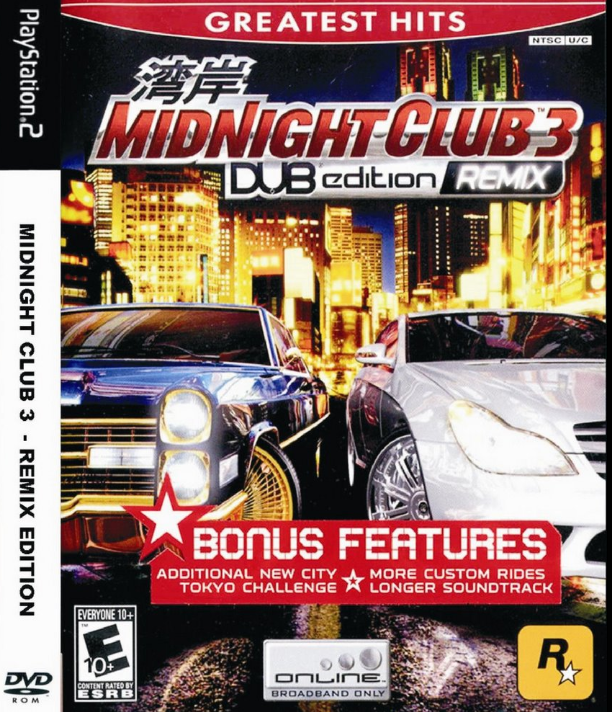 PlayStation.2
MIDNIGHT CLUB 3 - REMIX EDITION
DVD
ROM
GREATEST HITS
NTSC U/C
湾岸
MIDNIGHT CLUB 3™
DUB edition REMIX
BONUS FEATURES
ADDITIONAL NEW CITY
TOKYO CHALLENGE
MORE CUSTOM RIDES
LONGER SOUNDTRACK
EVERYONE 10+
E
10+
CONTENT RATED BY
ESRB
ONLINE
BROADBAND ONLY
R